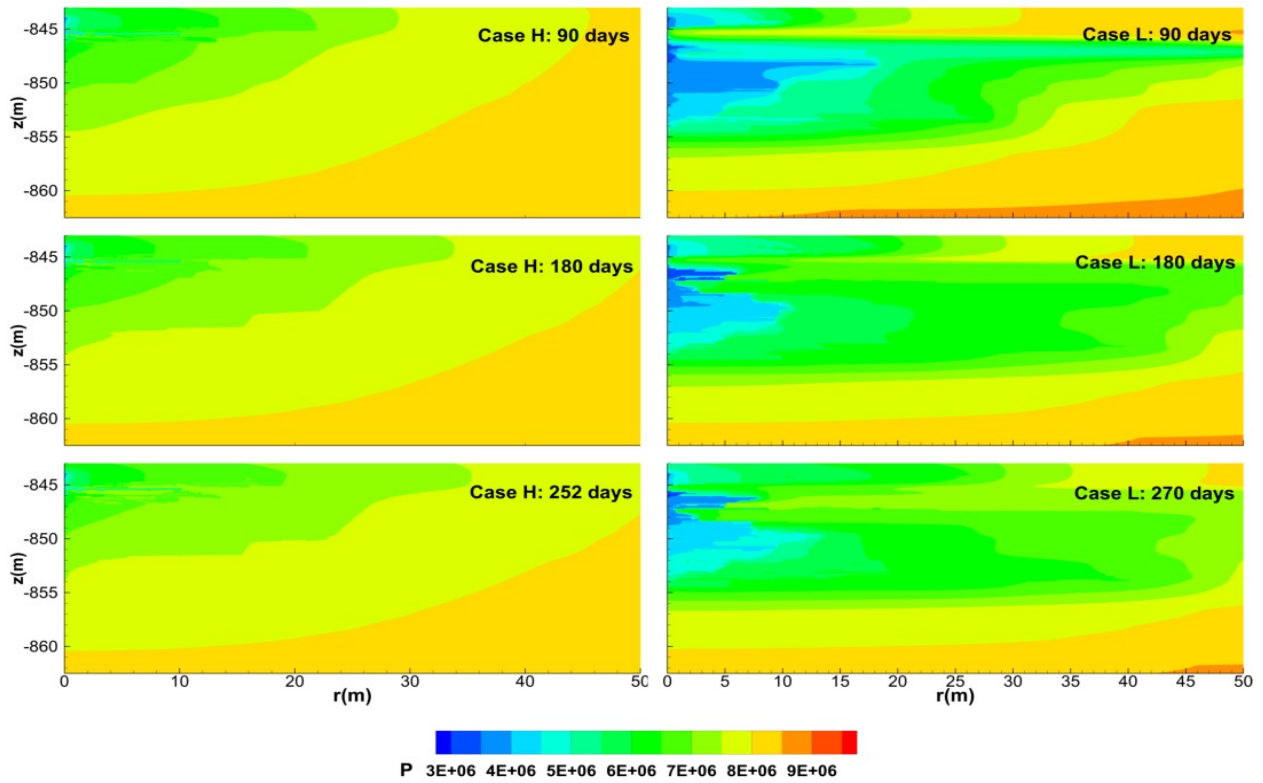 -845
-850
-855
-860
z(m)
Case H: 90 days
Case L: 90 days
-845
-850
-855
-860
z(m)
Case H: 180 days
Case L: 180 days
-845
-850
-855
-860
z(m)
Case H: 252 days
Case L: 270 days
0 10 20 30 40 50
r(m)
0 5 10 15 20 25 30 35 40 45 50
r(m)
P 3E+06 4E+06 5E+06 6E+06 7E+06 8E+06 9E+06